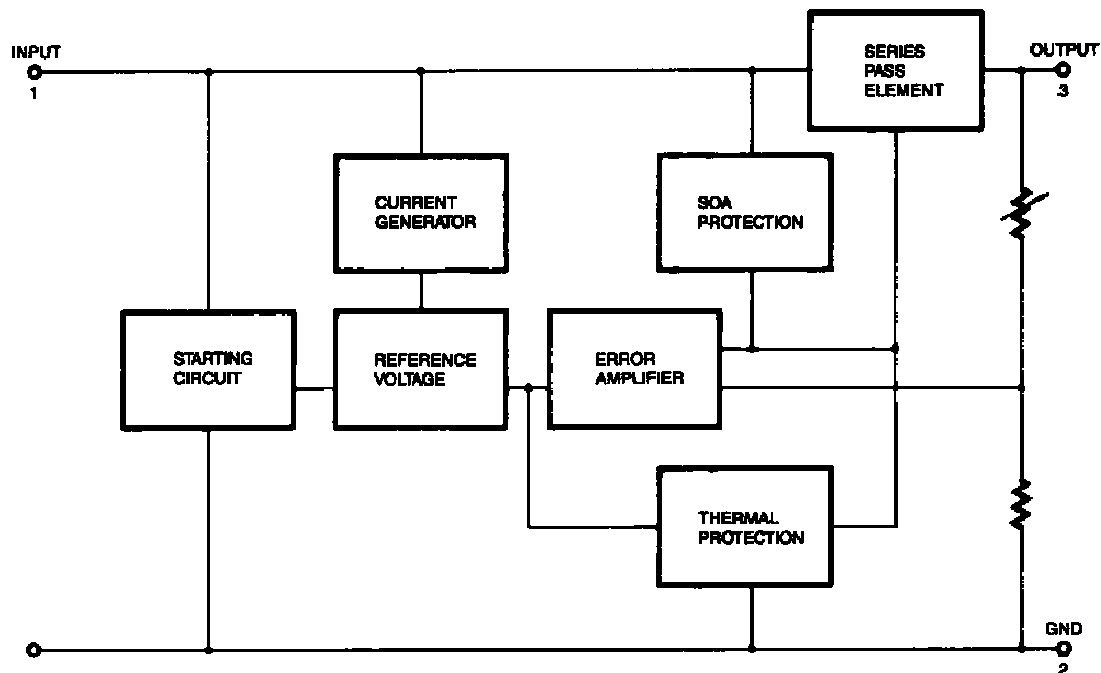 INPUT
1
SERIES
PASS
ELEMENT
OUTPUT
3
CURRENT
GENERATOR
SOA
PROTECTION
STARTING
CIRCUIT
REFERENCE
VOLTAGE
ERROR
AMPLIFIER
THERMAL
PROTECTION
GND
2